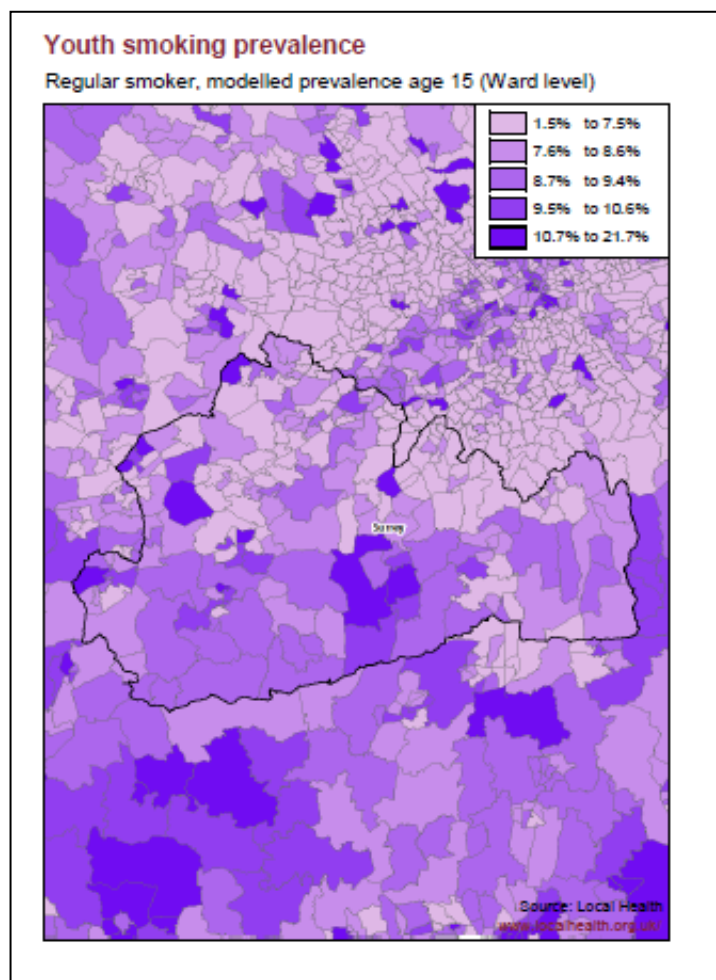 Youth smoking prevalence
Regular smoker, modelled prevalence age 15 (Ward level)
1.5% to 7.5%
7.6% to 8.6%
8.7% to 9.4%
9.5% to 10.6%
10.7% to 21.7%
Surrey
Source: Local Health
www.localhealth.org.uk/